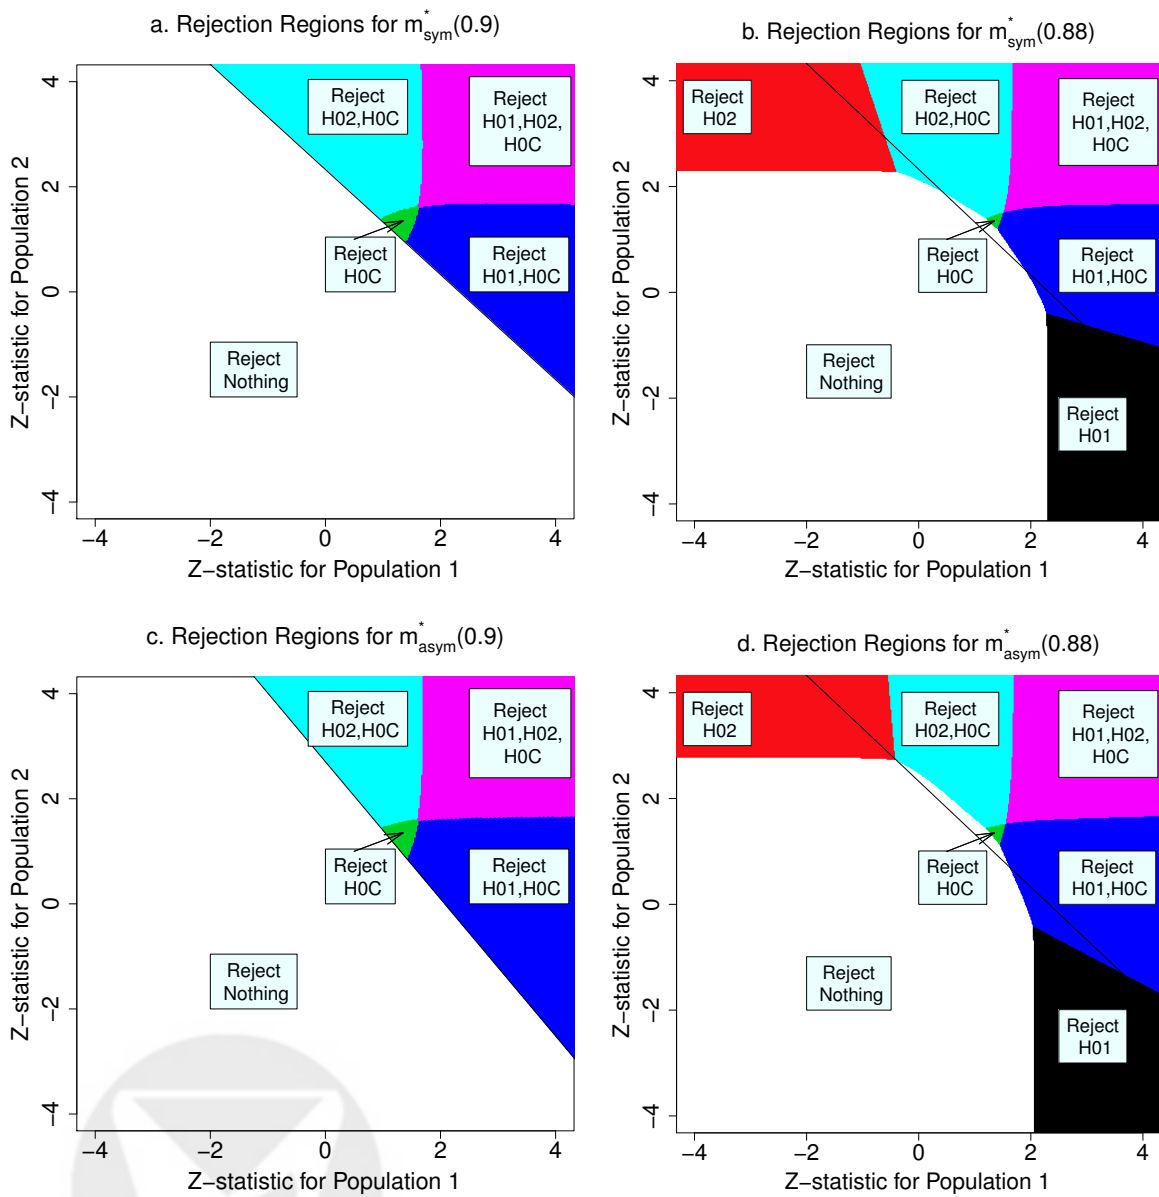 a. Rejection Regions for m*sym(0.9)
Z−statistic for Population 2
4
2
0
−2
−4
Reject
H02,H0C
Reject
H01,H02,
H0C
Reject
H0C
Reject
H01,H0C
Reject
Nothing
−4 −2 0 2 4
Z−statistic for Population 1
b. Rejection Regions for m*sym(0.88)
Z−statistic for Population 2
4
2
0
−2
−4
Reject
H02
Reject
H02,H0C
Reject
H01,H02,
H0C
Reject
H0C
Reject
H01,H0C
Reject
Nothing
Reject
H01
−4 −2 0 2 4
Z−statistic for Population 1
c. Rejection Regions for m*asym(0.9)
Z−statistic for Population 2
4
2
0
−2
−4
Reject
H02,H0C
Reject
H01,H02,
H0C
Reject
H0C
Reject
H01,H0C
Reject
Nothing
−4 −2 0 2 4
Z−statistic for Population 1
d. Rejection Regions for m*asym(0.88)
Z−statistic for Population 2
4
2
0
−2
−4
Reject
H02
Reject
H02,H0C
Reject
H01,H02,
H0C
Reject
H0C
Reject
H01,H0C
Reject
Nothing
Reject
H01
−4 −2 0 2 4
Z−statistic for Population 1